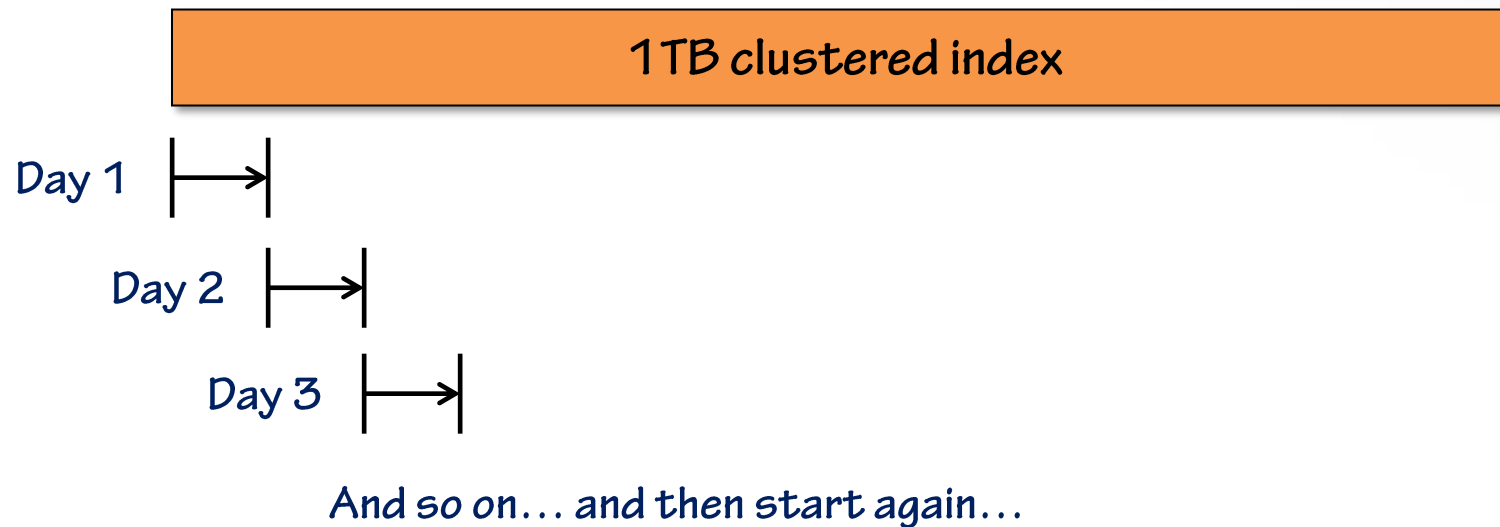 1TB clustered index
Day 1
Day 2
Day 3
And so on... and then start again...